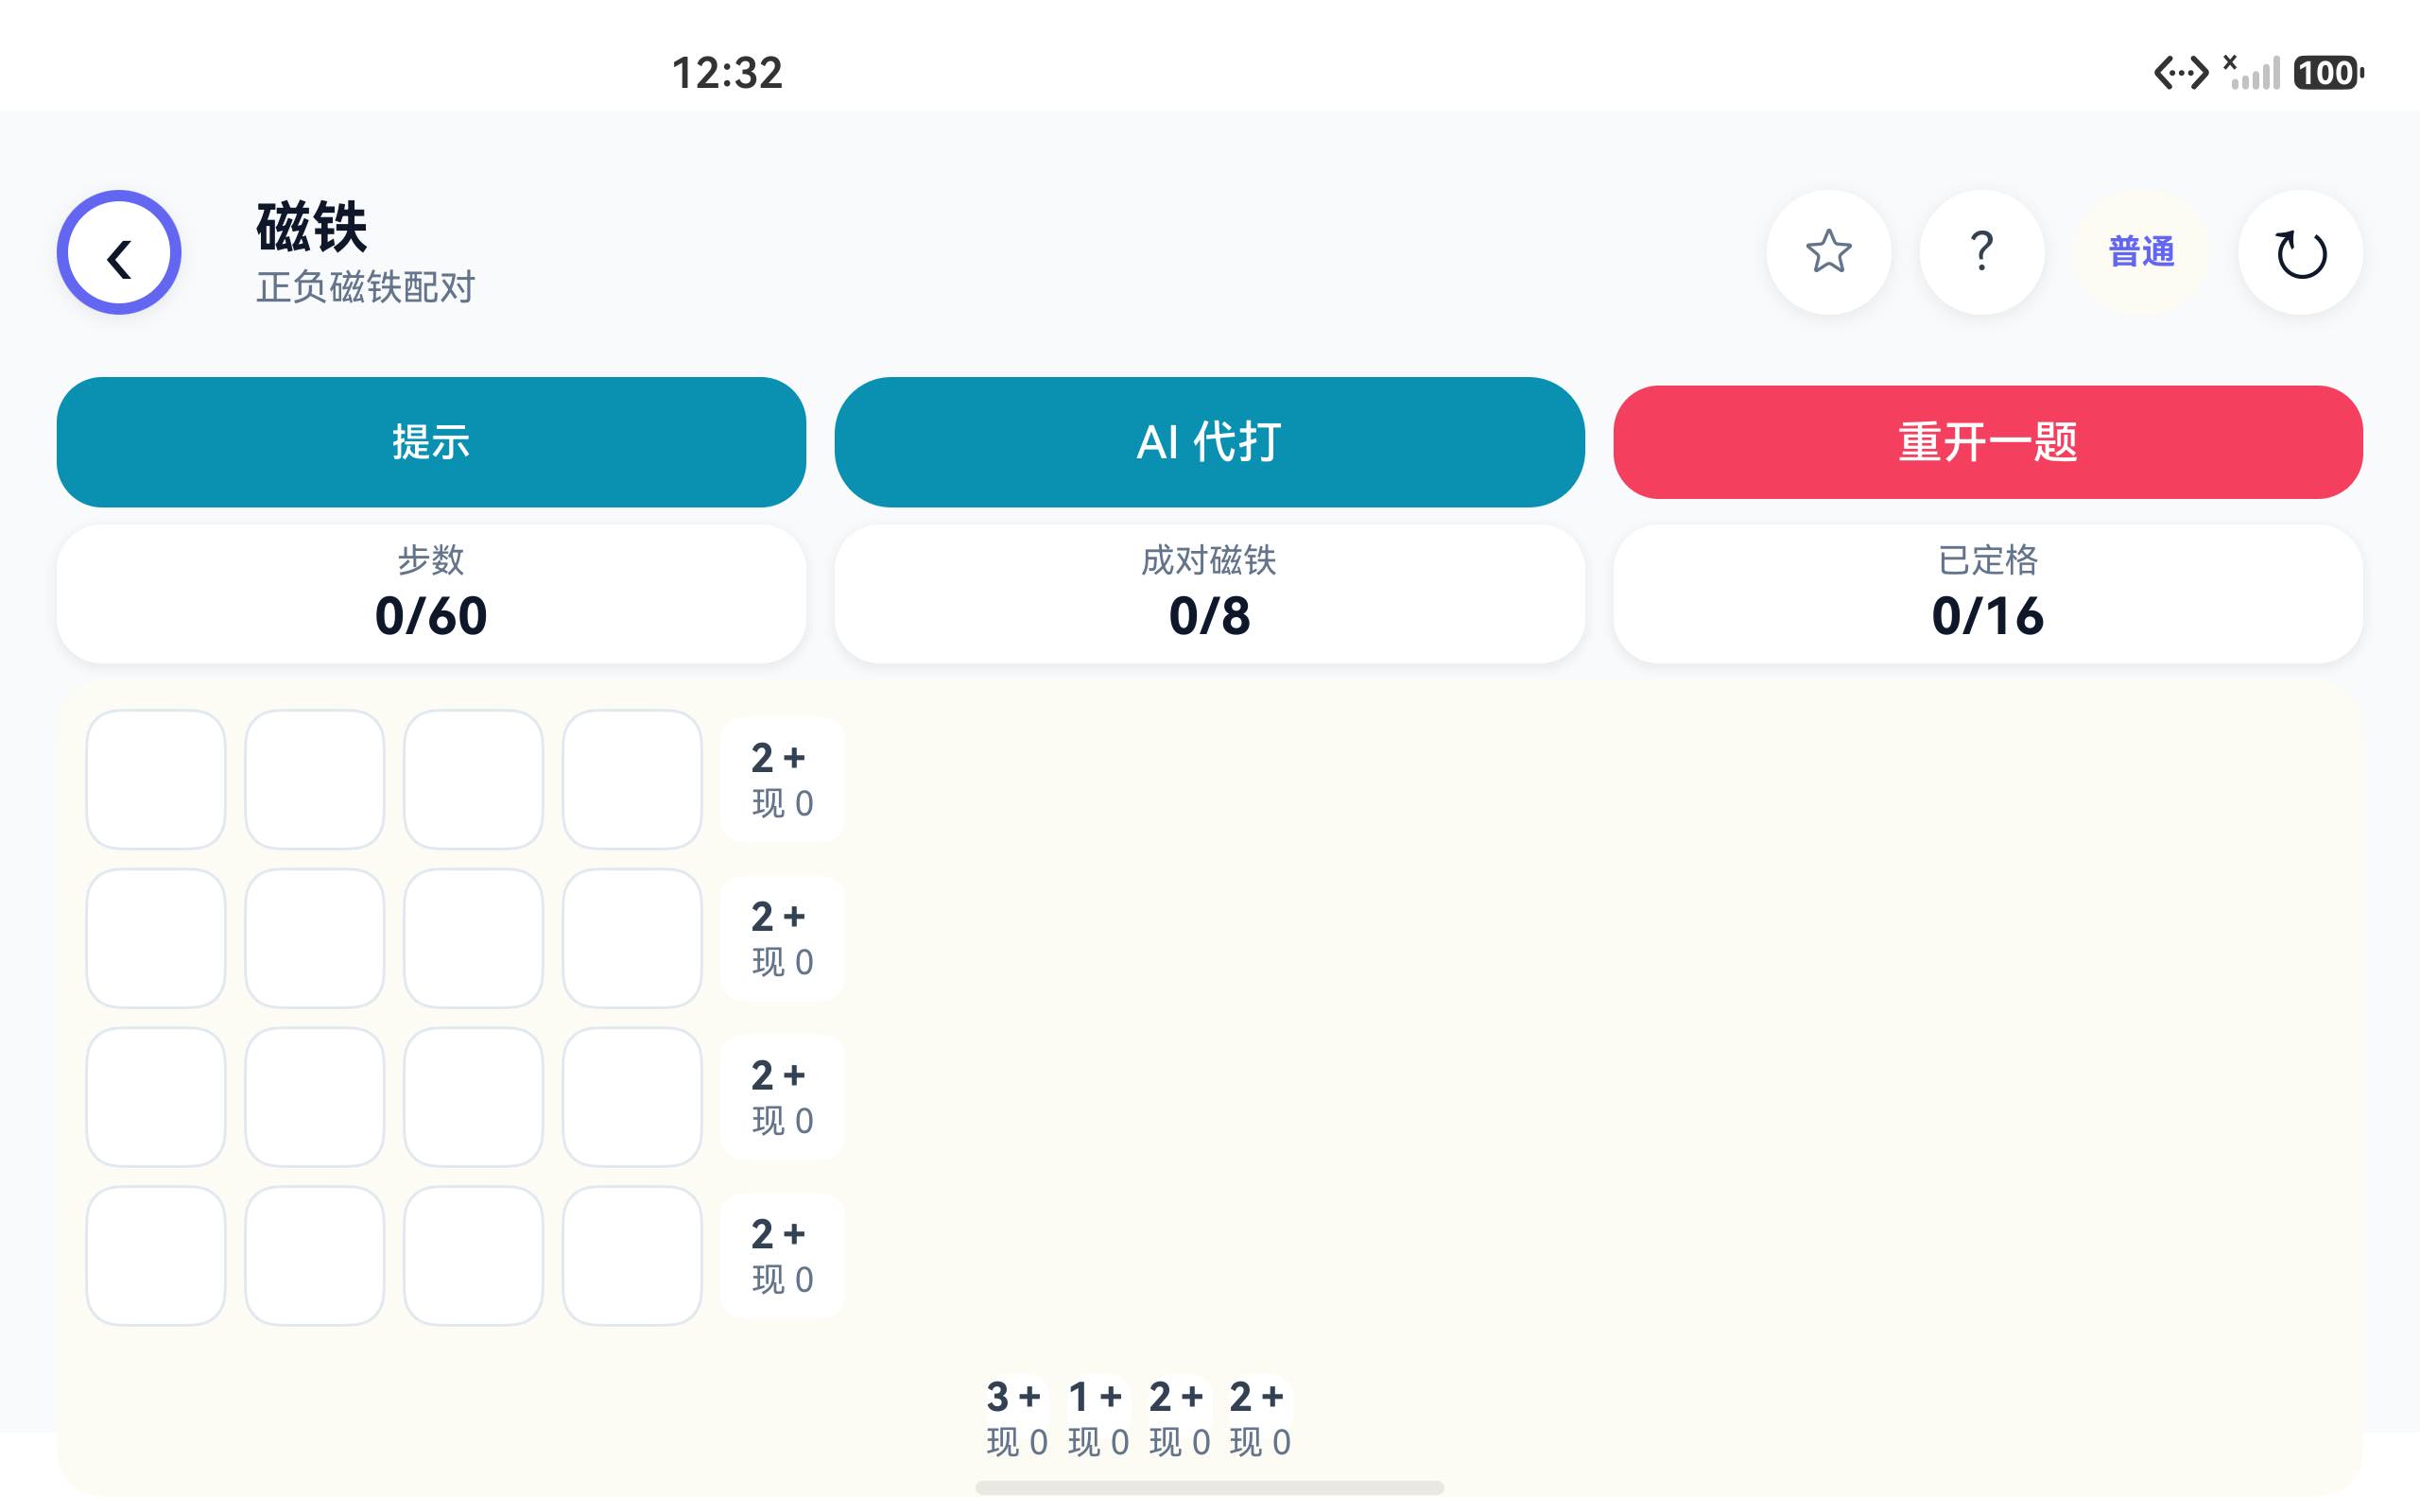 12:32
100
磁铁
正负磁铁配对
?
普通
提示
AI 代打
重开一题
步数
0/60
成对磁铁
0/8
已定格
0/16
2 +
现 0
2 +
现 0
2 +
现 0
2 +
现 0
3 + 1 + 2 + 2 +
现 0 现 0 现 0 现 0